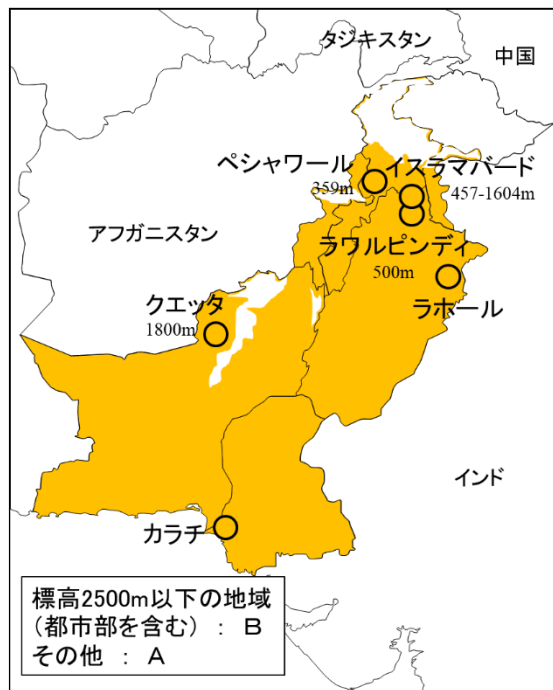 タジキスタン
中国
ペシャワール
359m
イスラマバード
457-1604m
アフガニスタン
ラワルピンディ
500m
クエッタ
1800m
ラホール
インド
カラチ
標高2500m以下の地域
(都市部を含む) : B
その他 : A